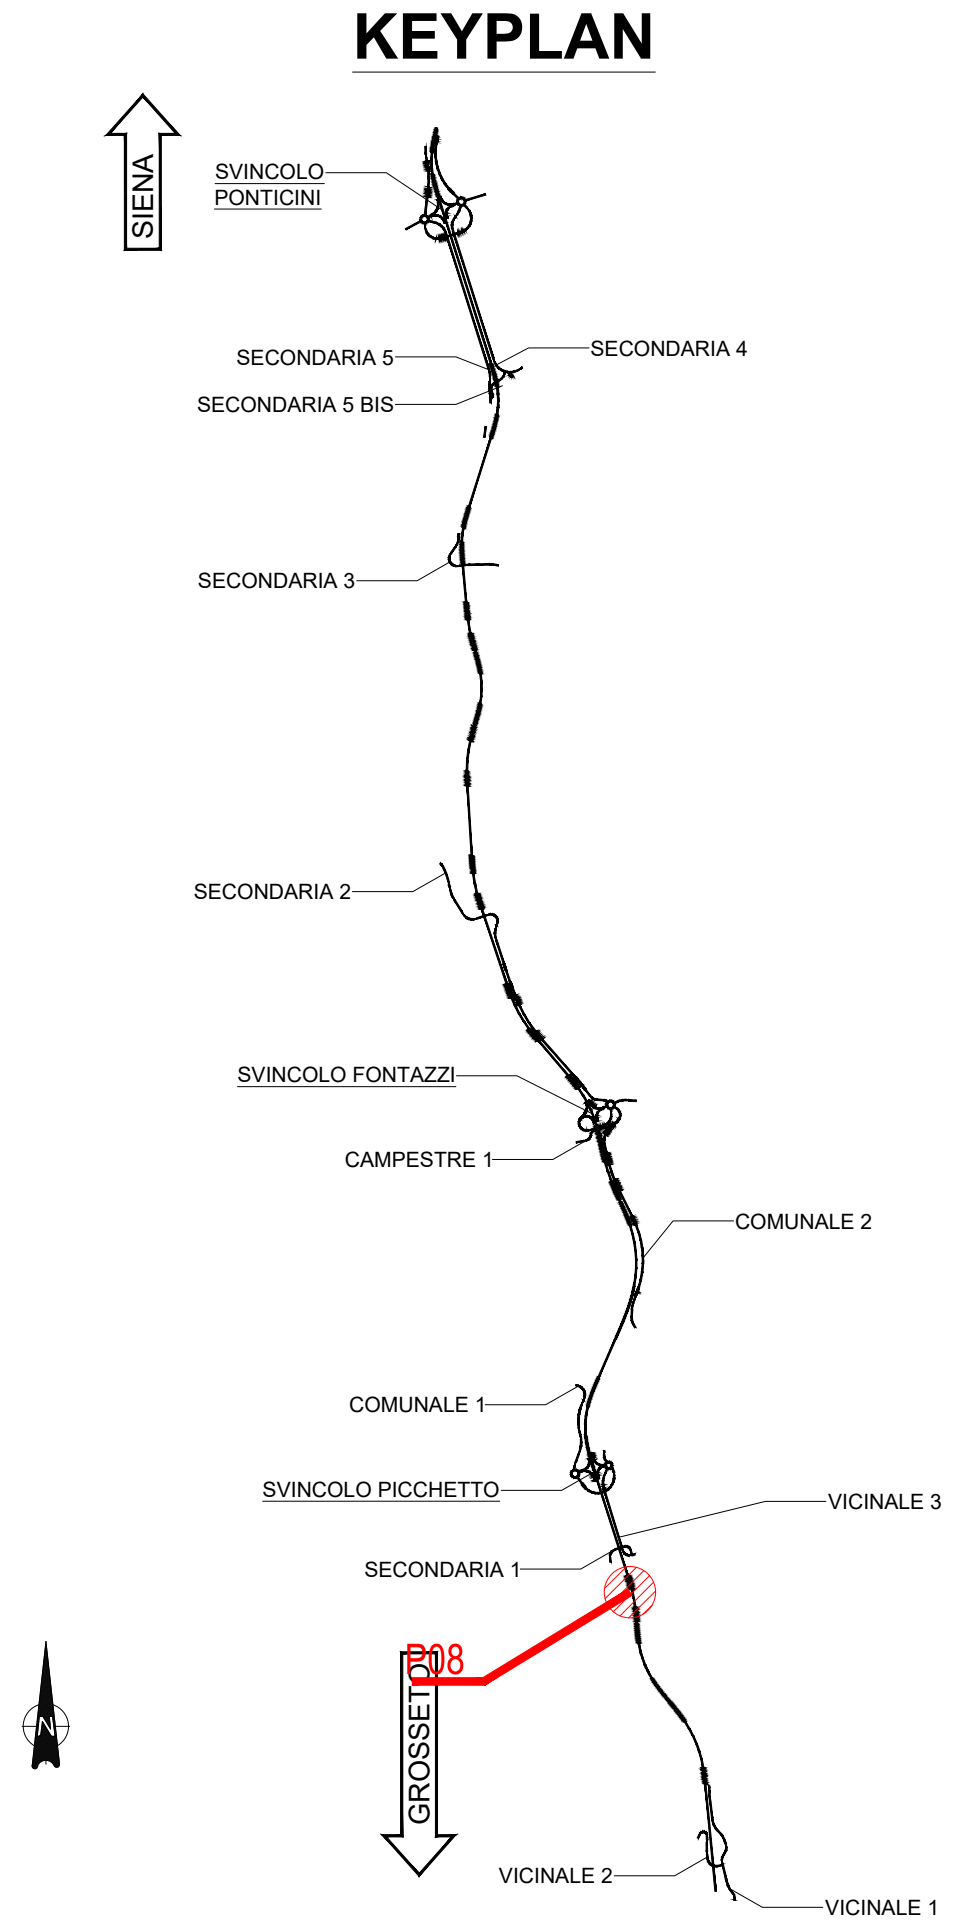 KEYPLAN
SIENA
SVINCOLO
PONTICINI
SECONDARIA 4
SECONDARIA 5
SECONDARIA 5 BIS
SECONDARIA 3
SECONDARIA 2
SVINCOLO FONTAZZI
CAMPESTRE 1
COMUNALE 2
COMUNALE 1
SVINCOLO PICCHETTO
VICINALE 3
SECONDARIA 1
P08
GROSSETO
N
VICINALE 2
VICINALE 1